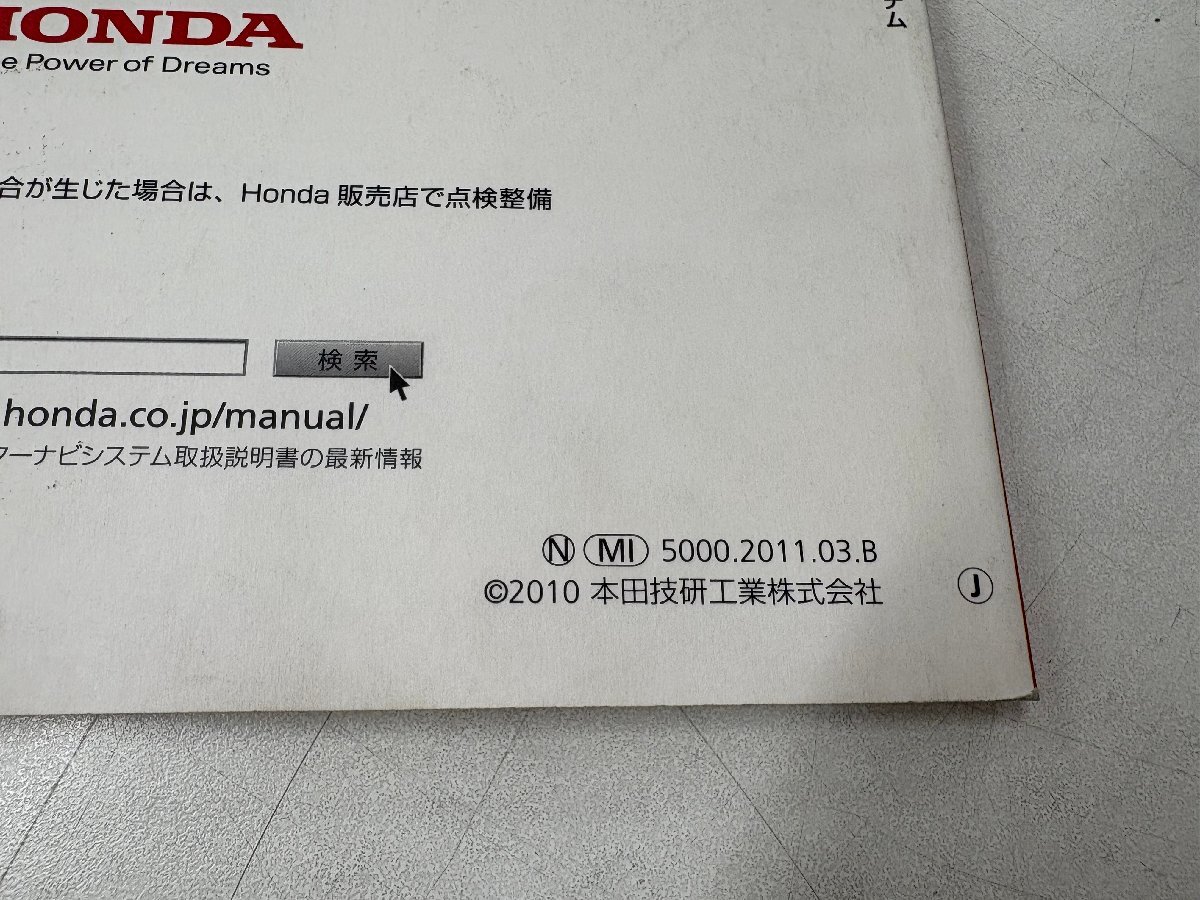 HONDA
e Power of Dreams
テム
合が生じた場合は、Honda 販売店で点検整備
検索
honda.co.jp/manual/
ターナビシステム取扱説明書の最新情報
Ⓝ MI 5000.2011.03.B
©2010 本田技研工業株式会社
Ⓙ